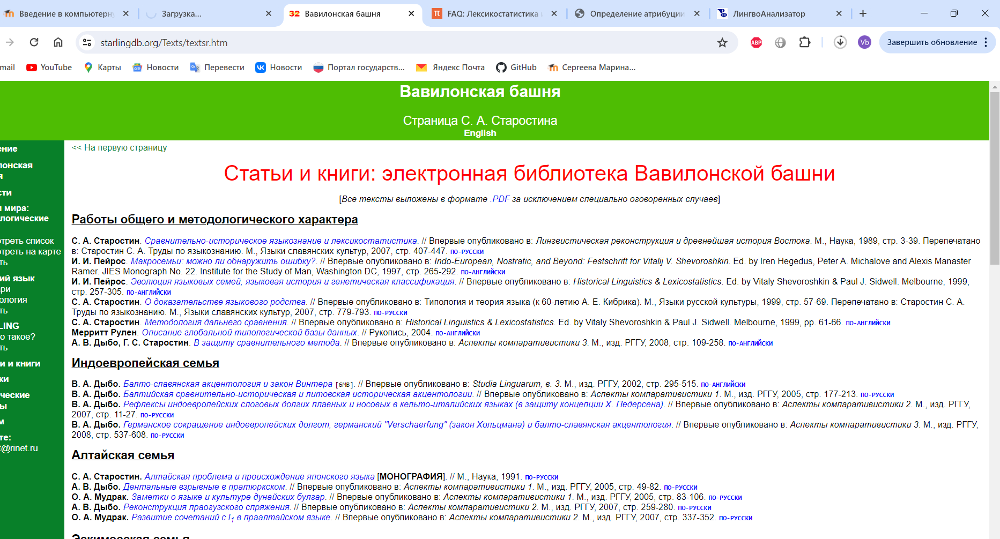 Введение в компьютерну
Загрузка...
Вавилонская башня
FAQ: Лексикостатистика и
Определение атрибуции
ЛингвоАнализатор
starlingdb.org/Texts/textsr.htm
ABP
Vb
Завершить обновление
mail
YouTube
Карты
Новости
Перевести
Новости
Портал государств...
Яндекс Почта
GitHub
Сергеева Марина...
Вавилонская башня
Страница С. А. Старостина
English
ение
лонская
я
сти
и мира:
логические
треть список
треть на карте
ть
ий язык
ари
ология
ть
LING
о такое?
ть
и и книги
ки
ические
ы
м
те:
t@rinet.ru
<< На первую страницу
Статьи и книги: электронная библиотека Вавилонской башни
[Все тексты выложены в формате .PDF за исключением специально оговоренных случаев]
Работы общего и методологического характера
С. А. Старостин. Сравнительно-историческое языкознание и лексикостатистика. // Впервые опубликовано в: Лингвистическая реконструкция и древнейшая история Востока. М., Наука, 1989, стр. 3-39. Перепечатано
в: Старостин С. А. Труды по языкознанию. М., Языки славянских культур, 2007, стр. 407-447. ПО-РУССКИ
И. И. Пейрос. Макросемьи: можно ли обнаружить ошибку?. // Впервые опубликовано в: Indo-European, Nostratic, and Beyond: Festschrift for Vitalij V. Shevoroshkin. Ed. by Iren Hegedus, Peter A. Michalove and Alexis Manaster
Ramer. JIES Monograph No. 22. Institute for the Study of Man, Washington DC, 1997, стр. 265-292. ПО-АНГЛИЙСКИ
И. И. Пейрос. Эволюция языковых семей, языковая история и генетическая классификация. // Впервые опубликовано в: Historical Linguistics & Lexicostatistics. Ed. by Vitaly Shevoroshkin & Paul J. Sidwell. Melbourne, 1999,
стр. 257-305. ПО-АНГЛИЙСКИ
С. А. Старостин. О доказательстве языкового родства. // Впервые опубликовано в: Типология и теория языка (к 60-летию А. Е. Кибрика). М., Языки русской культуры, 1999, стр. 57-69. Перепечатано в: Старостин С. А.
Труды по языкознанию. М., Языки славянских культур, 2007, стр. 779-793. ПО-РУССКИ
С. А. Старостин. Методология дальнего сравнения. // Впервые опубликовано в: Historical Linguistics & Lexicostatistics. Ed. by Vitaly Shevoroshkin & Paul J. Sidwell. Melbourne, 1999, pp. 61-66. ПО-АНГЛИЙСКИ
Мерритт Рулен. Описание глобальной типологической базы данных. // Рукопись, 2004. ПО-АНГЛИЙСКИ
А. В. Дыбо, Г. С. Старостин. В защиту сравнительного метода. // Впервые опубликовано в: Аспекты компаративистики 3. М., изд. РГГУ, 2008, стр. 109-258. ПО-АНГЛИЙСКИ
Индоевропейская семья
В. А. Дыбо. Балто-славянская акцентология и закон Винтера [6MB]. // Впервые опубликовано в: Studia Linguarum, в. 3. М., изд. РГГУ, 2002, стр. 295-515. ПО-АНГЛИЙСКИ
В. А. Дыбо. Балтийская сравнительно-историческая и литовская историческая акцентологии. // Впервые опубликовано в: Аспекты компаративистики 1. М., изд. РГГУ, 2005, стр. 177-213. ПО-РУССКИ
В. А. Дыбо. Рефлексы индоевропейских слоговых долгих плавных и носовых в кельто-италийских языках (в защиту концепции Х. Педерсена). // Впервые опубликовано в: Аспекты компаративистики 2. М., изд. РГГУ,
2007, стр. 11-27. ПО-РУССКИ
В. А. Дыбо. Германское сокращение индоевропейских долгот, германский "Verschaerfung" (закон Хольцмана) и балто-славянская акцентология. // Впервые опубликовано в: Аспекты компаративистики 3. М., изд. РГГУ,
2008, стр. 537-608. ПО-РУССКИ
Алтайская семья
С. А. Старостин. Алтайская проблема и происхождение японского языка [МОНОГРАФИЯ]. // М., Наука, 1991. ПО-РУССКИ
А. В. Дыбо. Дентальные взрывные в пратюркском. // Впервые опубликовано в: Аспекты компаративистики 1. М., изд. РГГУ, 2005, стр. 49-82. ПО-РУССКИ
О. А. Мудрак. Заметки о языке и культуре дунайских булгар. // Впервые опубликовано в: Аспекты компаративистики 1. М., изд. РГГУ, 2005, стр. 83-106. ПО-РУССКИ
А. В. Дыбо. Реконструкция праогузского спряжения. // Впервые опубликовано в: Аспекты компаративистики 2. М., изд. РГГУ, 2007, стр. 259-280. ПО-РУССКИ
О. А. Мудрак. Развитие сочетаний с l1 в праалтайском языке. // Впервые опубликовано в: Аспекты компаративистики 2. М., изд. РГГУ, 2007, стр. 337-352. ПО-РУССКИ
Эскимосская семья